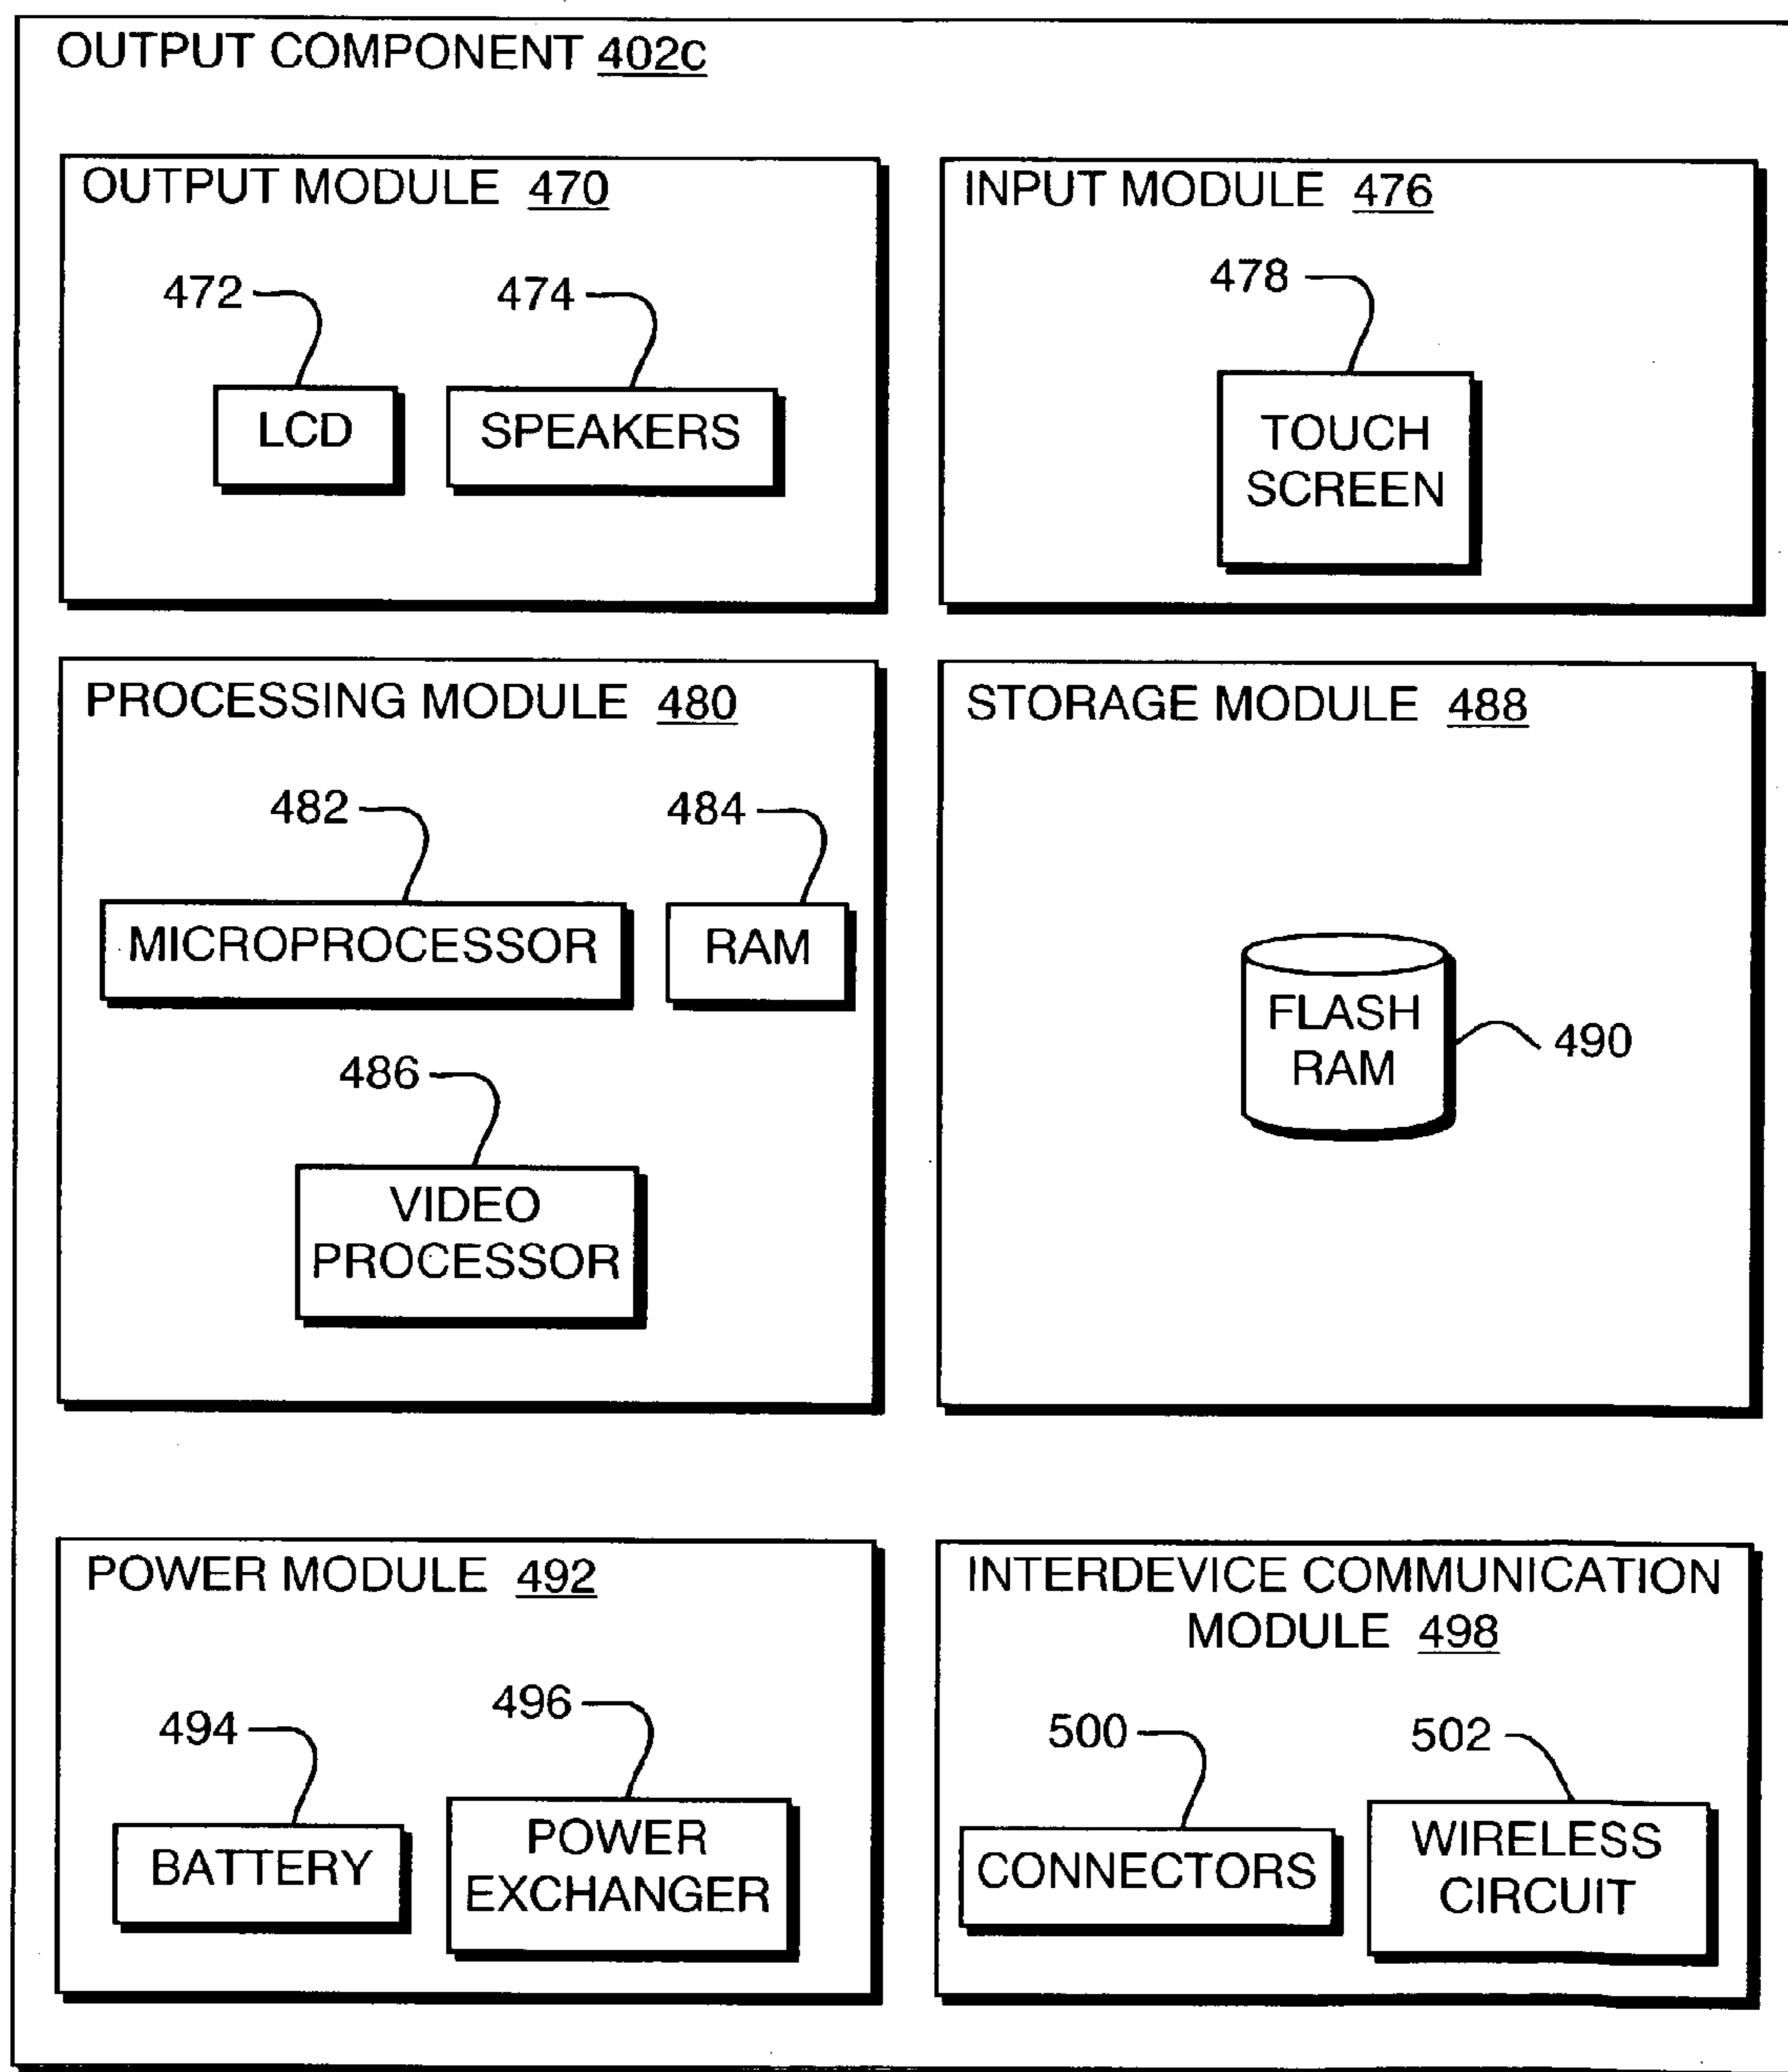 OUTPUT COMPONENT 402C
OUTPUT MODULE 470
472
474
LCD
SPEAKERS
INPUT MODULE 476
478
TOUCH
SCREEN
PROCESSING MODULE 480
482
484
MICROPROCESSOR
RAM
486
VIDEO
PROCESSOR
STORAGE MODULE 488
FLASH
RAM
490
POWER MODULE 492
494
496
BATTERY
POWER
EXCHANGER
INTERDEVICE COMMUNICATION
MODULE 498
500
502
CONNECTORS
WIRELESS
CIRCUIT